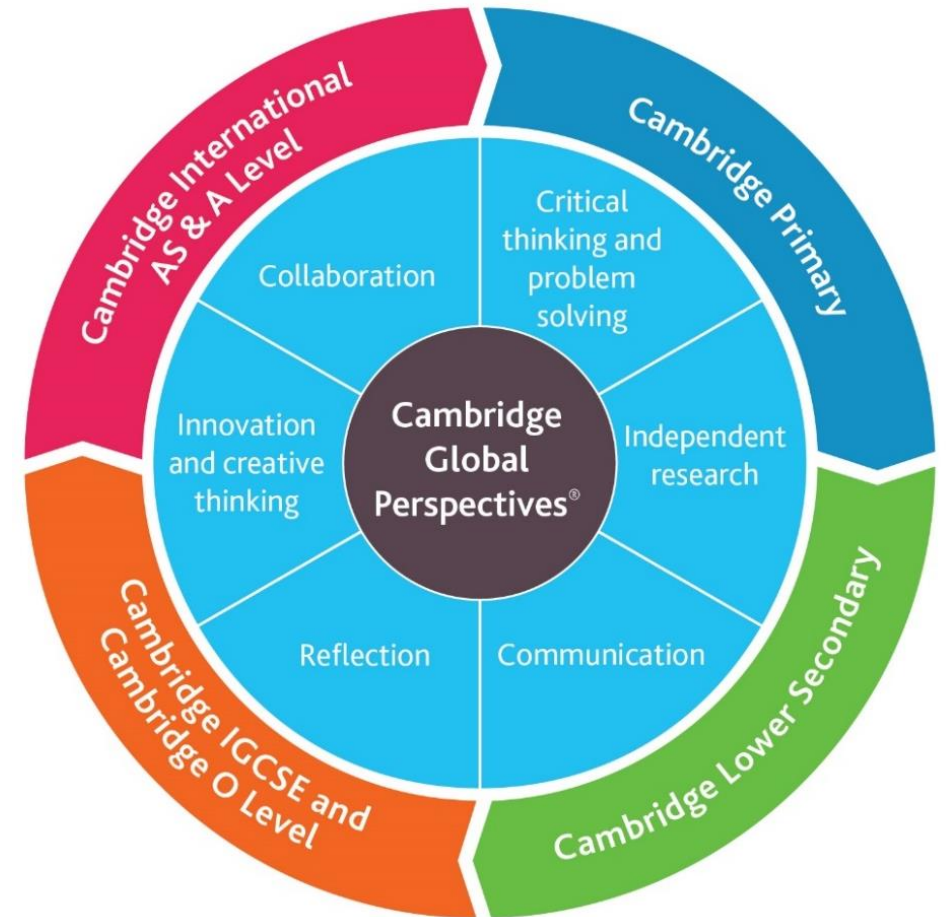 Cambridge International
AS & A Level
Cambridge Primary
Cambridge Lower Secondary
Cambridge IGCSE and
Cambridge O Level
Collaboration
Critical
thinking and
problem
solving
Independent
research
Communication
Reflection
Innovation
and creative
thinking
Cambridge
Global
Perspectives®